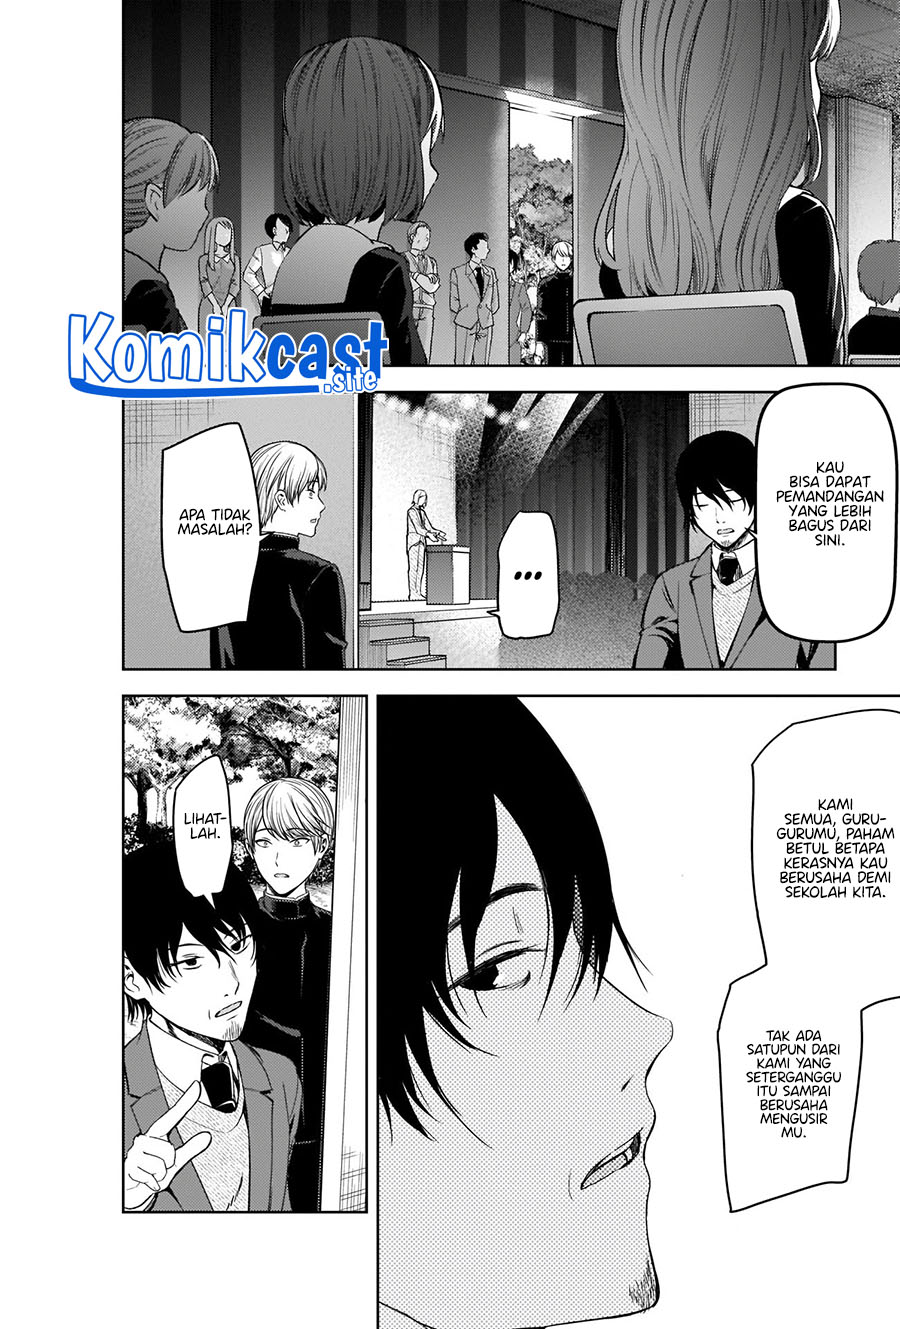 Komikcast
.site
KAU
BISA DAPAT
PEMANDANGAN
YANG LEBIH
BAGUS DARI
SINI.
...
APA TIDAK
MASALAH?
KAMI
SEMUA, GURU-
GURUMU, PAHAM
BETUL BETAPA
KERASNYA KAU
BERUSAHA DEMI
SEKOLAH KITA.
TAK ADA
SATUPUN DARI
KAMI YANG
SETERGANGGU
ITU SAMPAI
BERUSAHA
MENGUSIR
MU.
LIHAT-
LAH.